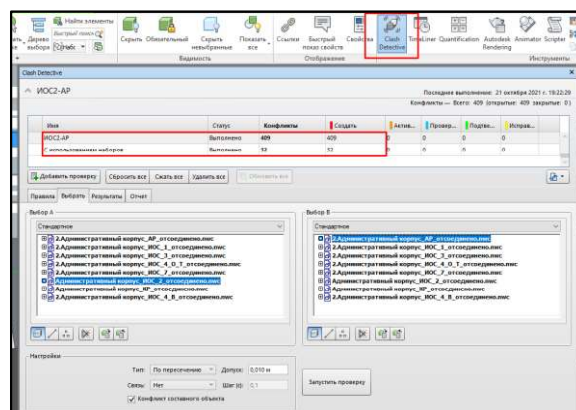 Дерево выбора
Найти элементы
Быстрый поиск
Набс
Скрыть
Обязательный
Скрыть невыбранные
Показать все
Ссылки
Быстрый показ свойств
Свойства
Clash Detective
TimeLiner
Quantification
Autodesk Rendering
Animator
Scripter
Видимость
Отображение
Инструменты
Clash Detective
ИОС2-АР
Последнее выполнение: 21 октября 2021 г. 19:22:29
Конфликты — Всего: 409 (открытые: 409 закрытые: 0)
Имя Статус Конфликты Создать Актив... Провер... Подтве... Исправ...
ИОС2-АР Выполнено 409 409 0 0 0 0
С использованием наборов Выполнено 32 32 0 0 0 0
Добавить проверку Сбросить все Сжать все Удалить все Обновить все
Правила Выбрать Результаты Отчет
Выбор A
Стандартное
2.Административный корпус_АР_отсоединено.nwc
2.Административный корпус_ИОС_1_отсоединено.nwc
2.Административный корпус_ИОС_3_отсоединено.nwc
2.Административный корпус_ИОС_4_О_Т_отсоединено.nwc
2.Административный корпус_ИОС_7_отсоединено.nwc
Административный корпус_ИОС_2_отсоединено.nwc
Административный корпус_КР_отсоединено.nwc
2.Административный корпус_ИОС_4_В_отсоединено.nwc
Выбор B
Стандартное
2.Административный корпус_АР_отсоединено.nwc
2.Административный корпус_ИОС_1_отсоединено.nwc
2.Административный корпус_ИОС_3_отсоединено.nwc
2.Административный корпус_ИОС_4_О_Т_отсоединено.nwc
2.Административный корпус_ИОС_7_отсоединено.nwc
Административный корпус_ИОС_2_отсоединено.nwc
Административный корпус_КР_отсоединено.nwc
2.Административный корпус_ИОС_4_В_отсоединено.nwc
Настройки
Тип: По пересечению Допуск: 0,010 м
Связь: Нет Шаг (с): 0,1
Конфликт составного объекта
Запустить проверку